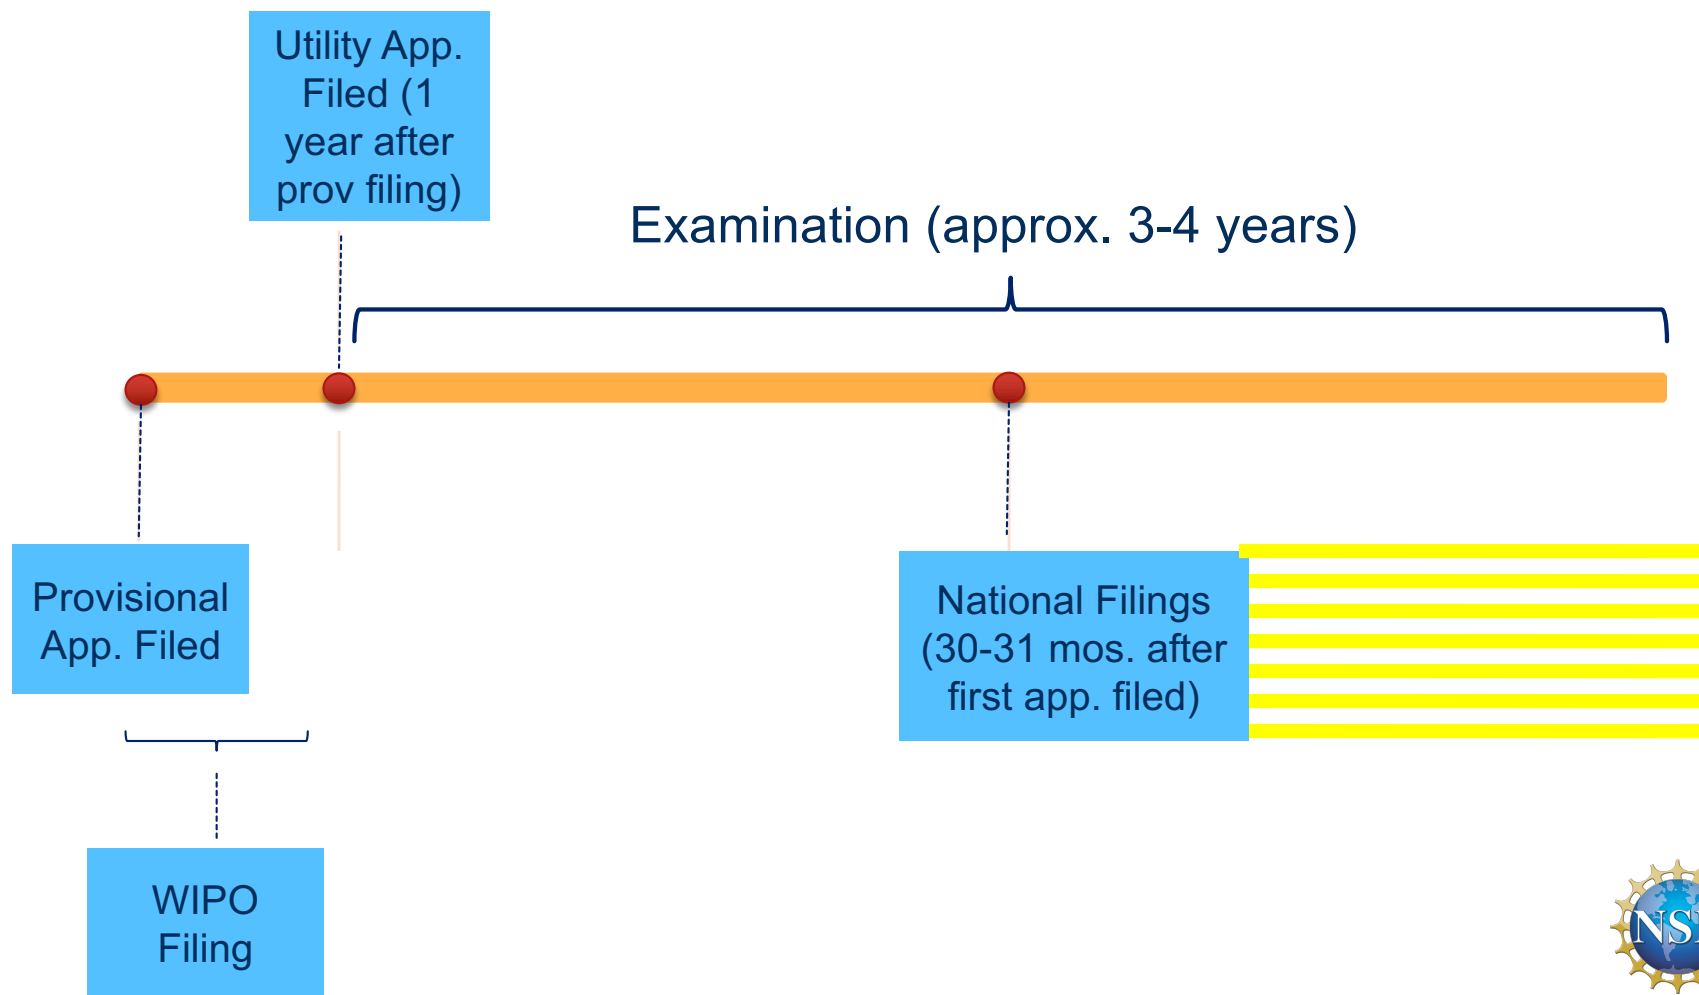 Utility App.
Filed (1
year after
prov filing)
Examination (approx. 3-4 years)
Provisional
App. Filed
National Filings
(30-31 mos. after
first app. filed)
WIPO
Filing